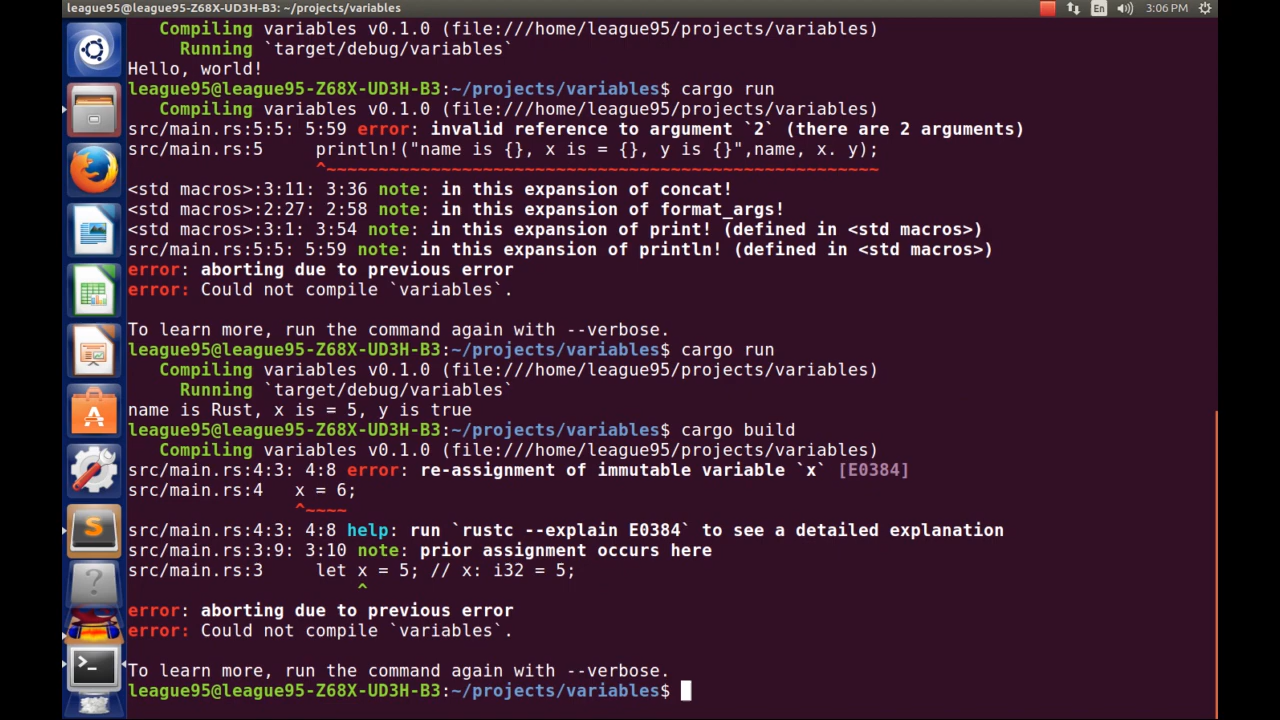 league95@league95-Z68X-UD3H-B3: ~/projects/variables
En
3:06 PM
Compiling variables v0.1.0 (file:///home/league95/projects/variables)
Running `target/debug/variables`
Hello, world!
league95@league95-Z68X-UD3H-B3:~/projects/variables$ cargo run
Compiling variables v0.1.0 (file:///home/league95/projects/variables)
src/main.rs:5:5: 5:59 error: invalid reference to argument `2` (there are 2 arguments)
src/main.rs:5     println!("name is {}, x is = {}, y is {}",name, x. y);
^~~~~~~~~~~~~~~~~~~~~~~~~~~~~~~~~~~~~~~~~~~~~~~~~~~~~~
<std macros>:3:11: 3:36 note: in this expansion of concat!
<std macros>:2:27: 2:58 note: in this expansion of format_args!
<std macros>:3:1: 3:54 note: in this expansion of print! (defined in <std macros>)
src/main.rs:5:5: 5:59 note: in this expansion of println! (defined in <std macros>)
error: aborting due to previous error
error: Could not compile `variables`.
To learn more, run the command again with --verbose.
league95@league95-Z68X-UD3H-B3:~/projects/variables$ cargo run
Compiling variables v0.1.0 (file:///home/league95/projects/variables)
Running `target/debug/variables`
name is Rust, x is = 5, y is true
league95@league95-Z68X-UD3H-B3:~/projects/variables$ cargo build
Compiling variables v0.1.0 (file:///home/league95/projects/variables)
src/main.rs:4:3: 4:8 error: re-assignment of immutable variable `x` [E0384]
src/main.rs:4   x = 6;
^~~~~
src/main.rs:4:3: 4:8 help: run `rustc --explain E0384` to see a detailed explanation
src/main.rs:3:9: 3:10 note: prior assignment occurs here
src/main.rs:3     let x = 5; // x: i32 = 5;
^
error: aborting due to previous error
error: Could not compile `variables`.
To learn more, run the command again with --verbose.
league95@league95-Z68X-UD3H-B3:~/projects/variables$